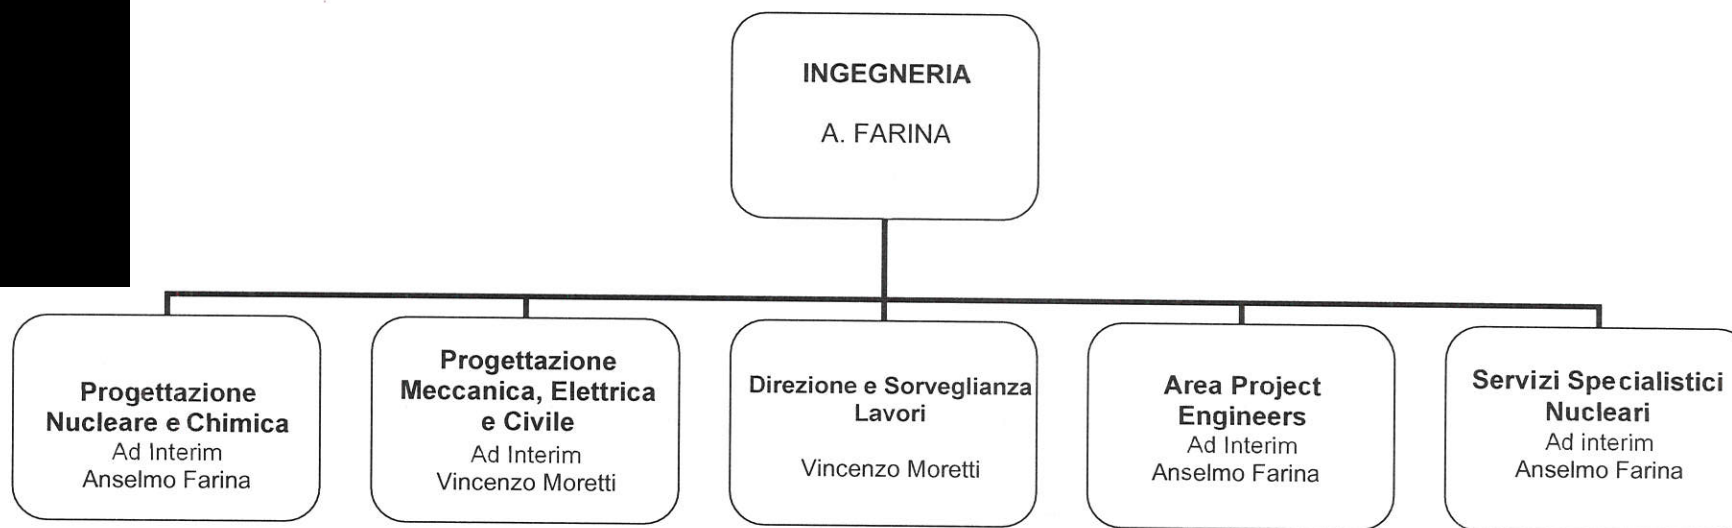 INGEGNERIA
A. FARINA
Progettazione
Nucleare e Chimica
Ad Interim
Anselmo Farina
Progettazione
Meccanica, Elettrica
e Civile
Ad Interim
Vincenzo Moretti
Direzione e Sorveglianza
Lavori
Vincenzo Moretti
Area Project
Engineers
Ad Interim
Anselmo Farina
Servizi Specialistici
Nucleari
Ad interim
Anselmo Farina